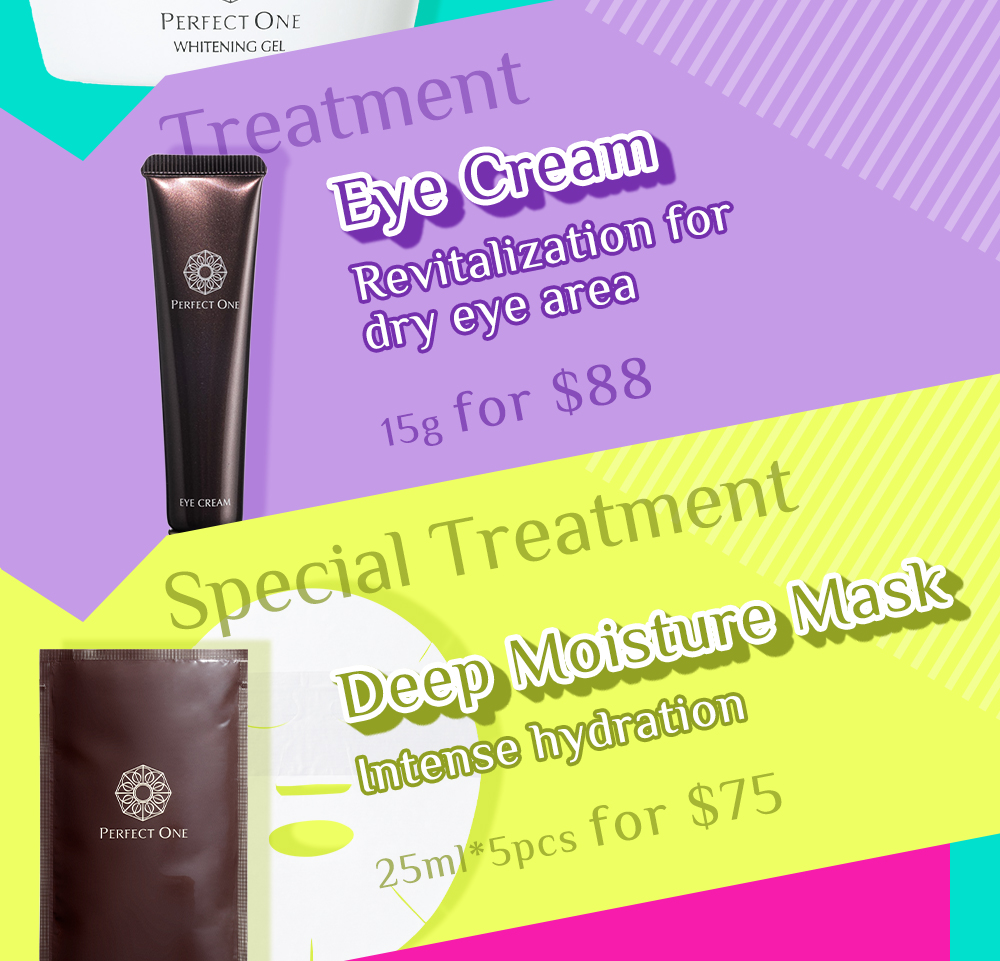 PERFECT ONE
WHITENING GEL
Treatment
Eye Cream
Revitalization for
dry eye area
15g for $88
PERFECT ONE
EYE CREAM
Special Treatment
Deep Moisture Mask
Intense hydration
25ml*5pcs for $75
PERFECT ONE